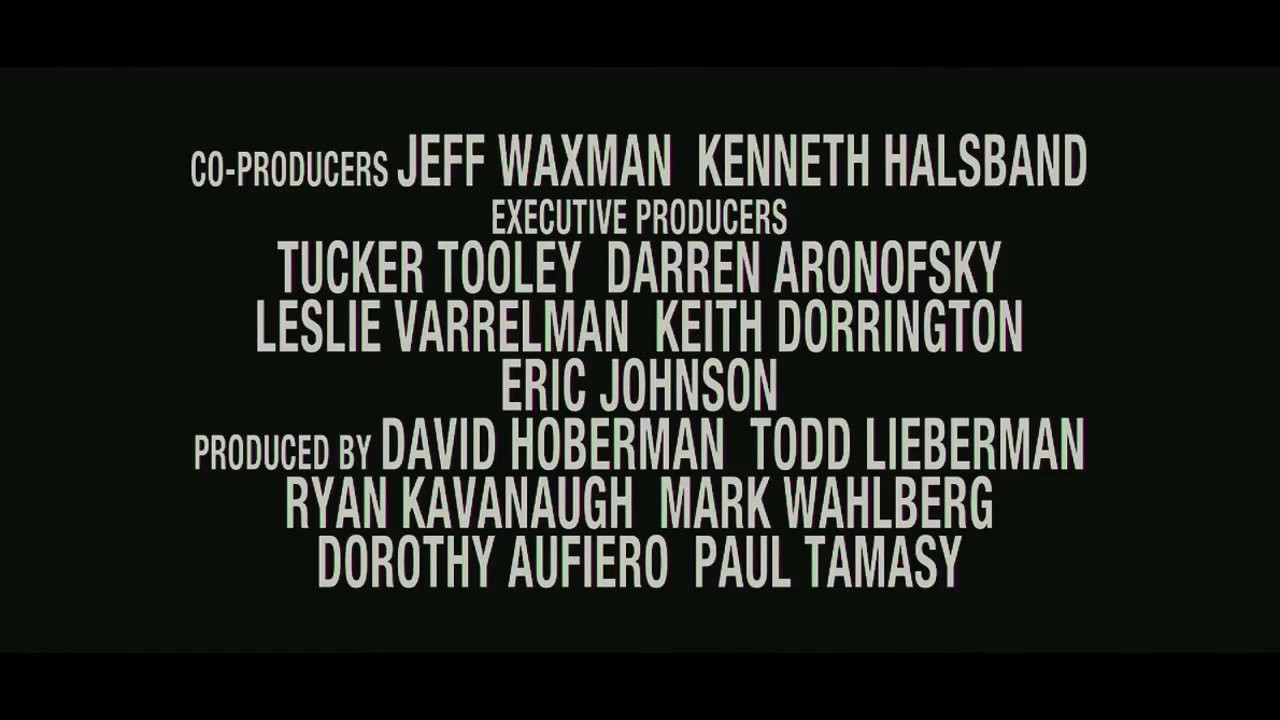 CO-PRODUCERS JEFF WAXMAN KENNETH HALSBAND
EXECUTIVE PRODUCERS
TUCKER TOOLEY DARREN ARONOFSKY
LESLIE VARRELMAN KEITH DORRINGTON
ERIC JOHNSON
PRODUCED BY DAVID HOBERMAN TODD LIEBERMAN
RYAN KAVANAUGH MARK WAHLBERG
DOROTHY AUFIERO PAUL TAMASY